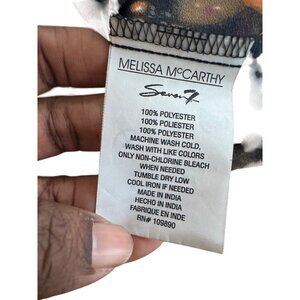 MELISSA McCARTHY
Seven7
100% POLYESTER
100% POLIESTER
100% POLYESTER
MACHINE WASH COLD,
WASH WITH LIKE COLORS
ONLY NON-CHLORINE BLEACH
WHEN NEEDED
TUMBLE DRY LOW
COOL IRON IF NEEDED
MADE IN INDIA
HECHO EN INDIA
FABRIQUE EN INDE
RN# 109890